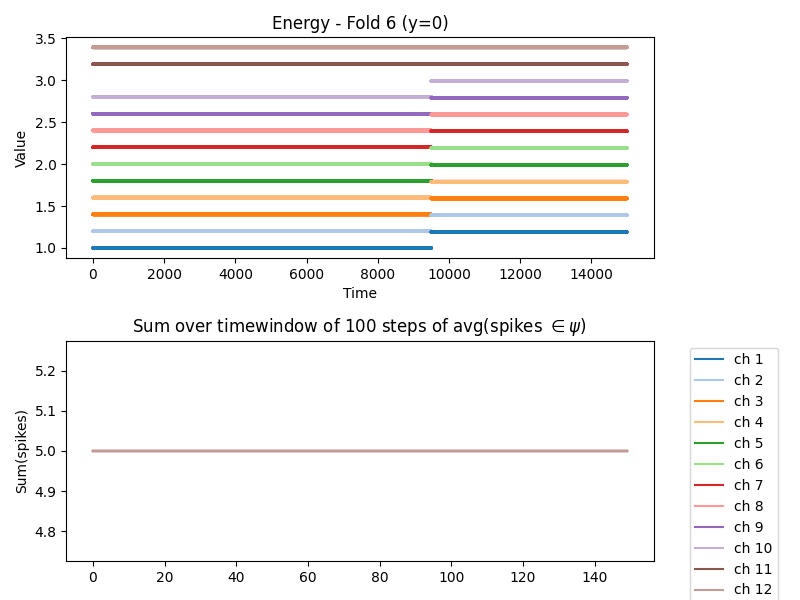 Energy - Fold 6 (y=0)
3.5
3.0
2.5
2.0
1.5
1.0
Value
0 2000 4000 6000 8000 10000 12000 14000
Time
Sum over timewindow of 100 steps of avg(spikes ∈ψ)
5.2
5.1
5.0
4.9
4.8
Sum(spikes)
0 20 40 60 80 100 120 140
ch 1
ch 2
ch 3
ch 4
ch 5
ch 6
ch 7
ch 8
ch 9
ch 10
ch 11
ch 12